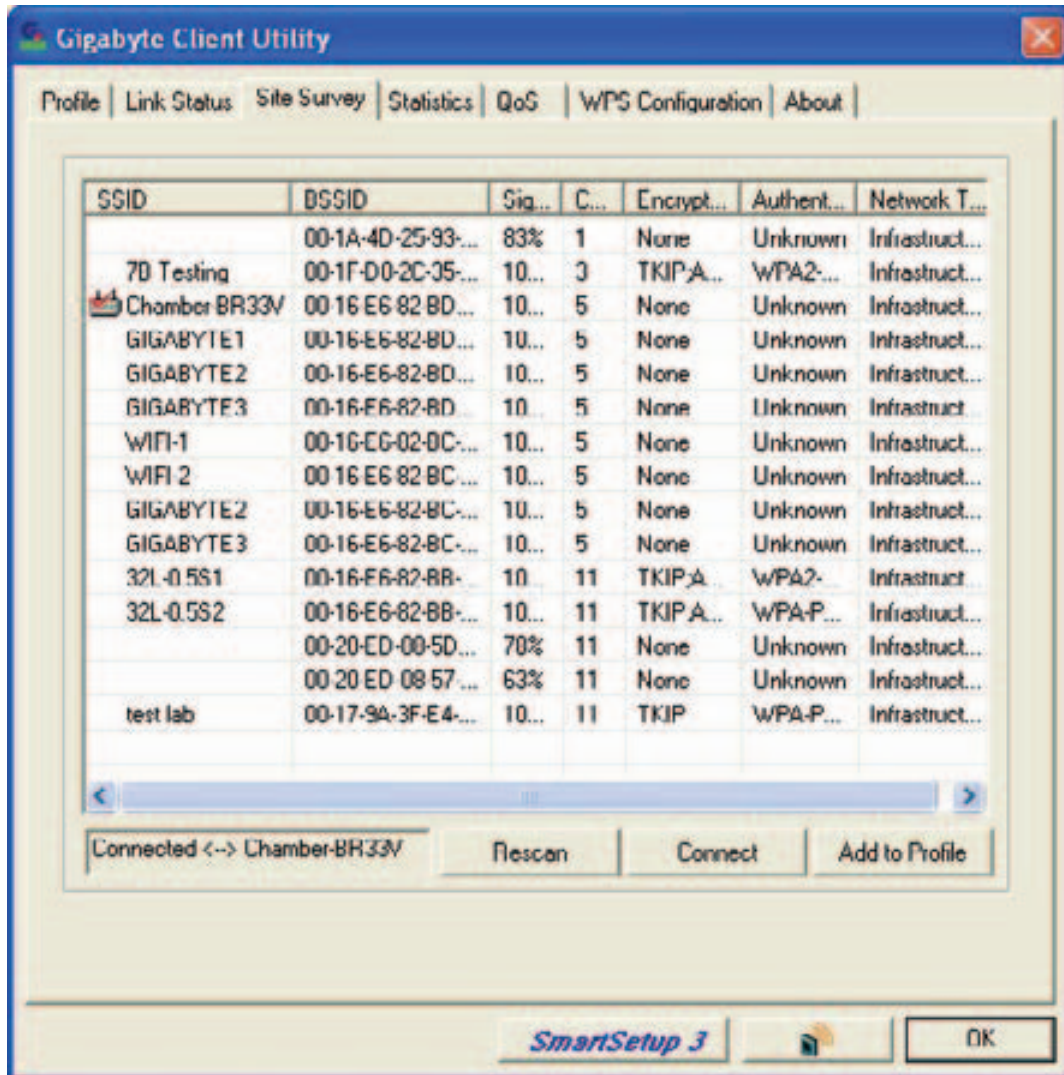 Gigabyte Client Utility
Profile Link Status Site Survey Statistics QoS WPS Configuration About
SSID BSSID Sig... C... Encrypt... Authent... Network T...
00-1A-4D-25-93-... 83% 1 None Unknown Infrastruct...
7B Testing 00-1F-D0-2C-35-... 10... 3 TKIP;A... WPA2-... Infrastruct...
Chamber-BR33V 00-16-E6-82-BD... 10... 5 None Unknown Infrastruct...
GIGABYTE1 00-16-E6-82-BD... 10... 5 None Unknown Infrastruct...
GIGABYTE2 00-16-E6-82-BD... 10... 5 None Unknown Infrastruct...
GIGABYTE3 00-16-E6-82-BD... 10... 5 None Unknown Infrastruct...
WIFI-1 00-16-E6-82-BC-... 10... 5 None Unknown Infrastruct...
WIFI-2 00-16-E6-82-BC-... 10... 5 None Unknown Infrastruct...
GIGABYTE2 00-16-E6-82-BC-... 10... 5 None Unknown Infrastruct...
GIGABYTE3 00-16-E6-82-BC-... 10... 5 None Unknown Infrastruct...
32L-0.5S1 00-16-E6-82-BB-... 10... 11 TKIP;A... WPA2-... Infrastruct...
32L-0.5S2 00-16-E6-82-BB-... 10... 11 TKIP;A... WPA-P... Infrastruct...
00-20-ED-08-5D... 11 None Unknown Infrastruct...
00-20-ED-08-57-... 63% 11 None Unknown Infrastruct...
test lab 00-17-9A-3F-E4-... 10... 11 TKIP WPA-P... Infrastruct...
Connected <--> Chamber-BR33V Rescan Connect Add to Profile
SmartSetup 3 OK